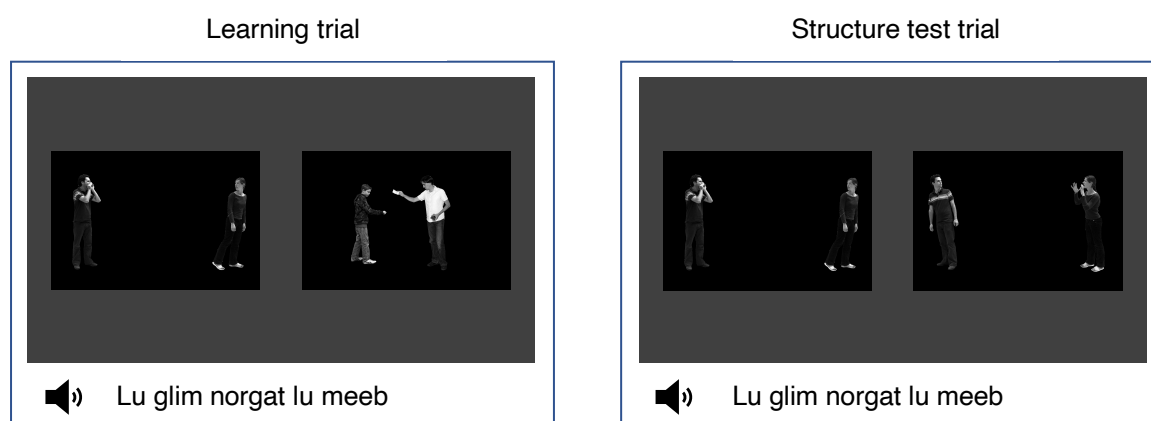 Learning trial
Structure test trial
Lu glim norgat lu meeb
Lu glim norgat lu meeb